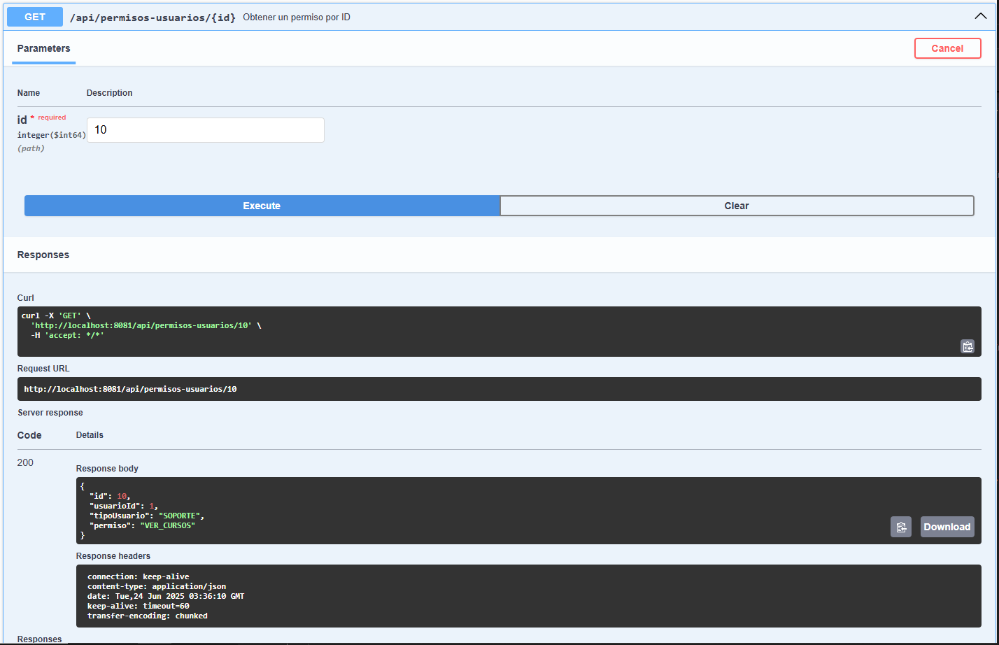 GET /api/permisos-usuarios/{id} Obtener un permiso por ID
Parameters Cancel
Name Description
id * required
integer($int64) 10
(path)
Execute Clear
Responses
Curl
curl -X 'GET' \
'http://localhost:8081/api/permisos-usuarios/10' \
-H 'accept: */*'
Request URL
http://localhost:8081/api/permisos-usuarios/10
Server response
Code Details
200
Response body
{
"id": 10,
"usuarioId": 1,
"tipoUsuario": "SOPORTE",
"permiso": "VER_CURSOS"
}
Download
Response headers
connection: keep-alive
content-type: application/json
date: Tue,24 Jun 2025 03:36:10 GMT
keep-alive: timeout=60
transfer-encoding: chunked
Responses